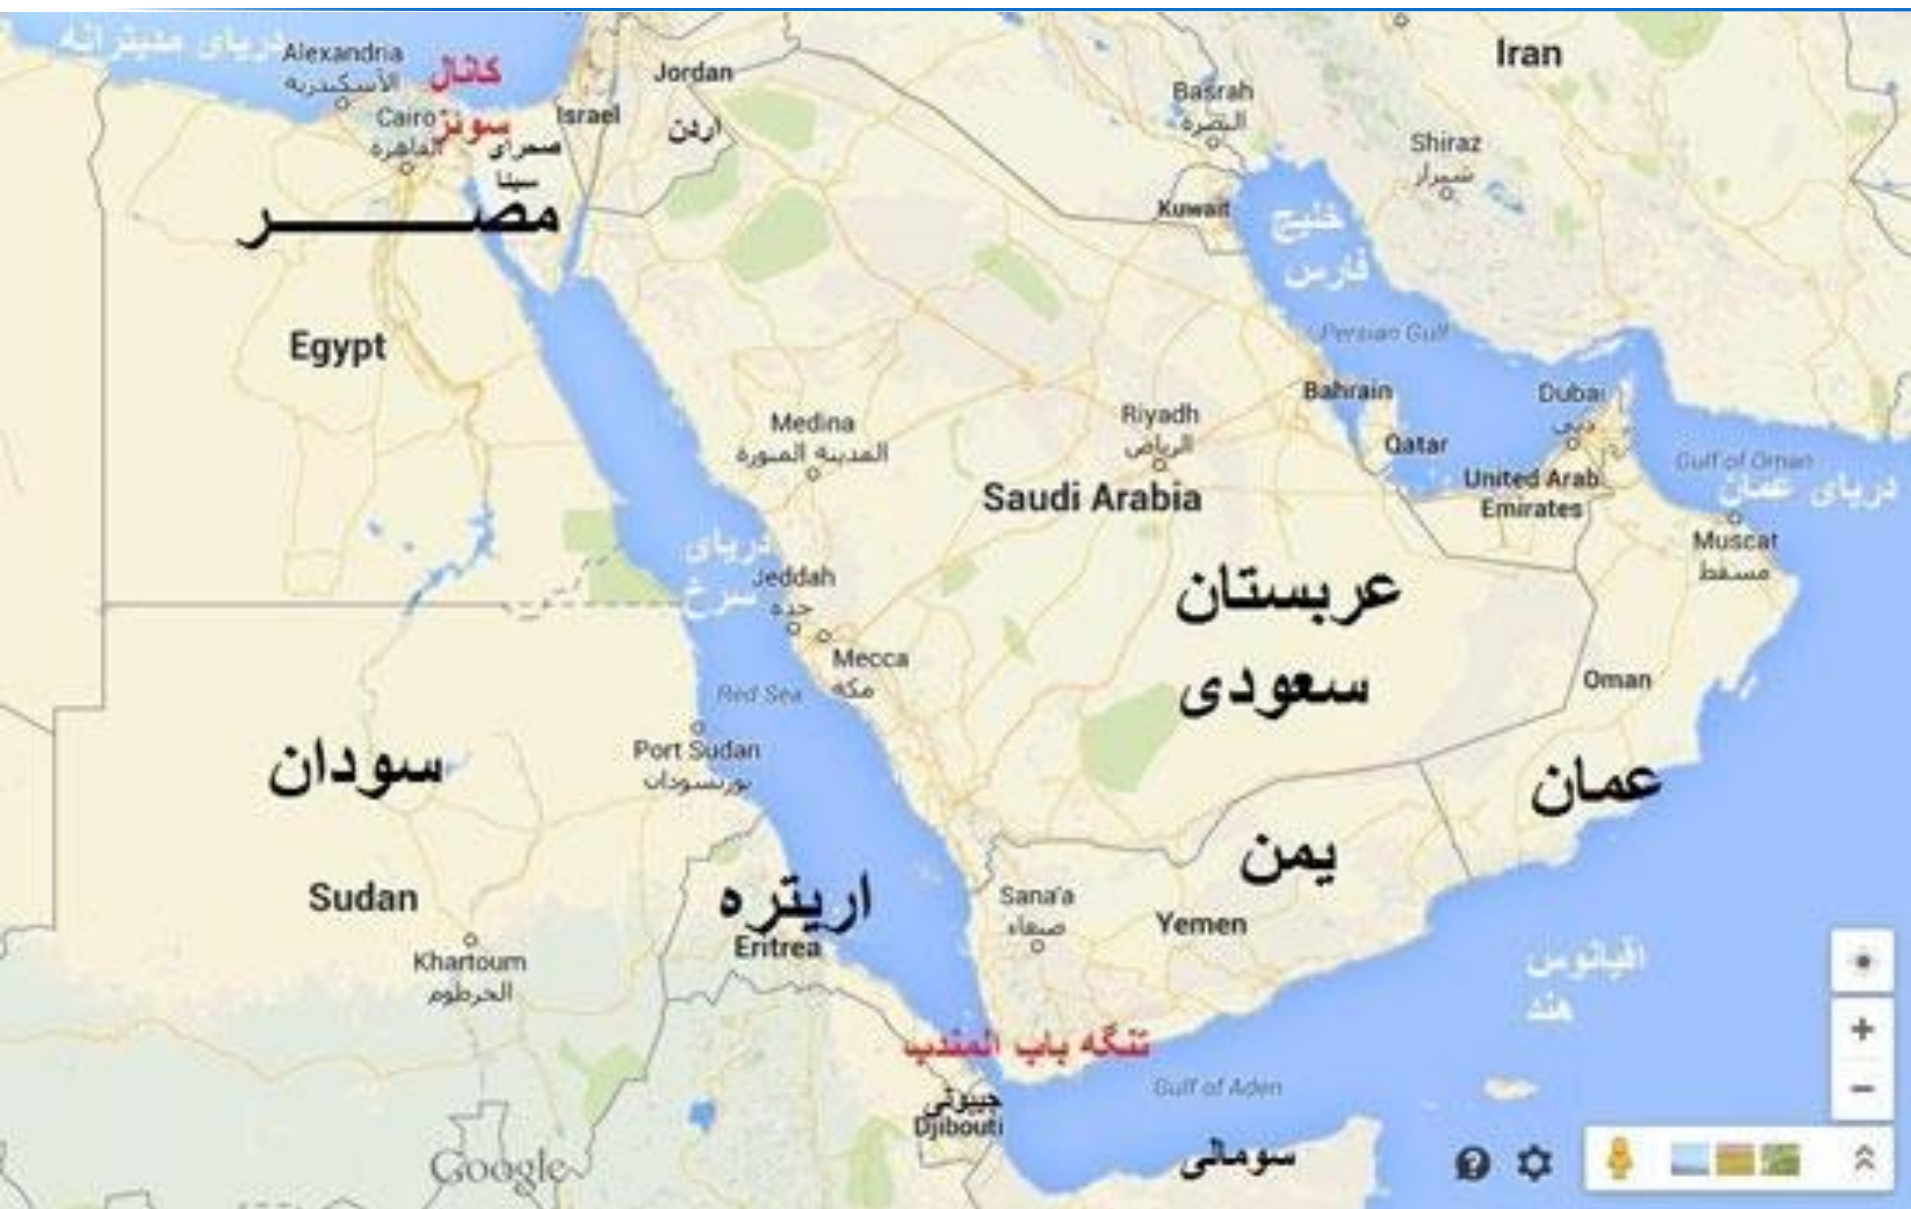 دریای مدیترانه
Alexandria
الأسكندرية
کانال
سوئز
Cairo
القاهرة
صحرای
سینا
Israel
Jordan
اردن
Iran
Basrah
البصرة
Shiraz
شیراز
Kuwait
خلیج
فارس
Persian Gulf
مصر
Egypt
Bahrain
Qatar
Dubai
دبي
United Arab
Emirates
Gulf of Oman
دریای عمان
Muscat
مسقط
Medina
المدينة المنورة
Riyadh
الرياض
Saudi Arabia
عربستان
سعودی
دریای
سرخ
Jeddah
جدة
Mecca
مكة
Red Sea
Oman
عمان
Port Sudan
بورتسودان
سودان
Sudan
Khartoum
الخرطوم
اریتره
Eritrea
Sana'a
صنعاء
یمن
Yemen
اقیانوس
هند
تنگه باب المندب
Gulf of Aden
جیبوتی
Djibouti
سومالی
Google